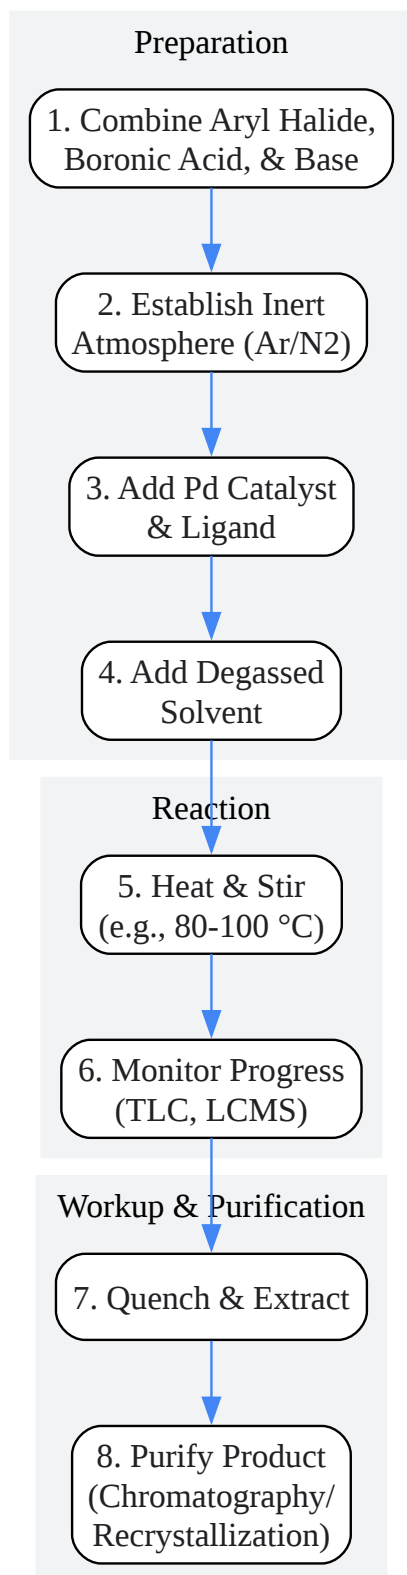 Preparation
1. Combine Aryl Halide,
Boronic Acid, & Base
2. Establish Inert
Atmosphere (Ar/N2)
3. Add Pd Catalyst
& Ligand
4. Add Degassed
Solvent
Reaction
5. Heat & Stir
(e.g., 80-100 °C)
6. Monitor Progress
(TLC, LCMS)
Workup & Purification
7. Quench & Extract
8. Purify Product
(Chromatography/
Recrystallization)